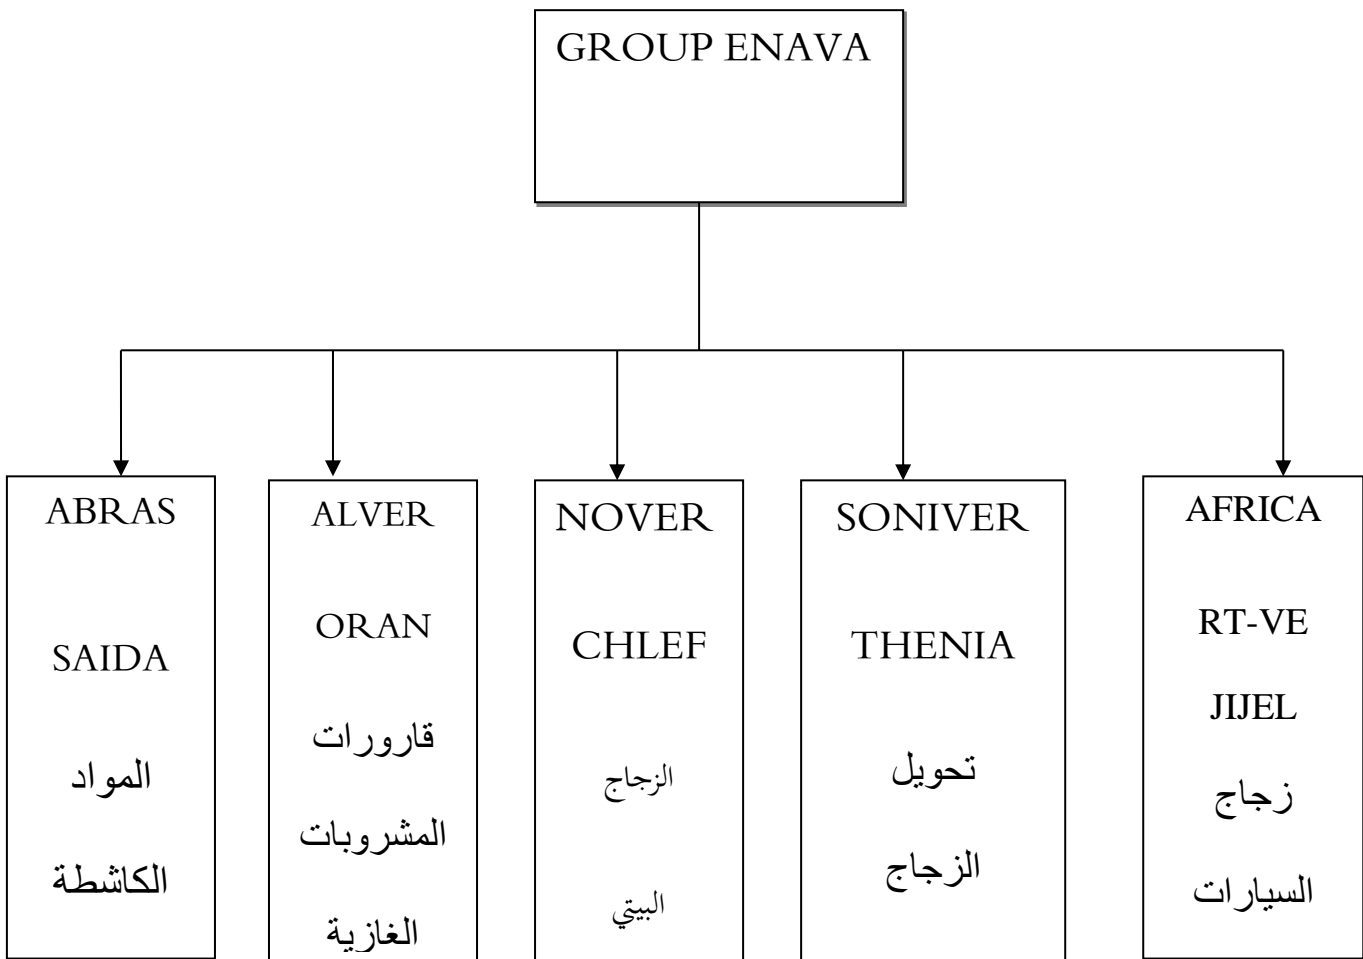 GROUP ENAVA
ABRAS
SAIDA
المواد
الكاشطة
ALVER
ORAN
قارورات
المشروبات
الغازية
NOVER
CHLEF
الزجاج
البيتي
SONIVER
THENIA
تحويل
الزجاج
AFRICA
RT-VE
JIJEL
زجاج
السيارات